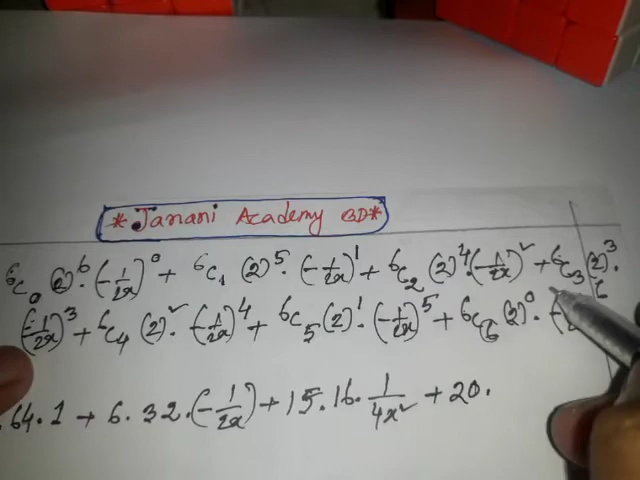 * Janani Academy BD *
⁶C₀ (2)⁶·(-1/2x)⁰ + ⁶C₁ (2)⁵·(-1/2x)¹ + ⁶C₂ (2)⁴·(-1/2x)² + ⁶C₃ (2)³·
(-1/2x)³ + ⁶C₄ (2)²·(-1/2x)⁴ + ⁶C₅ (2)¹·(-1/2x)⁵ + ⁶C₆ (2)⁰·(-
.64.1 + 6.32.(-1/2x) + 15.16.1/4x² + 20.